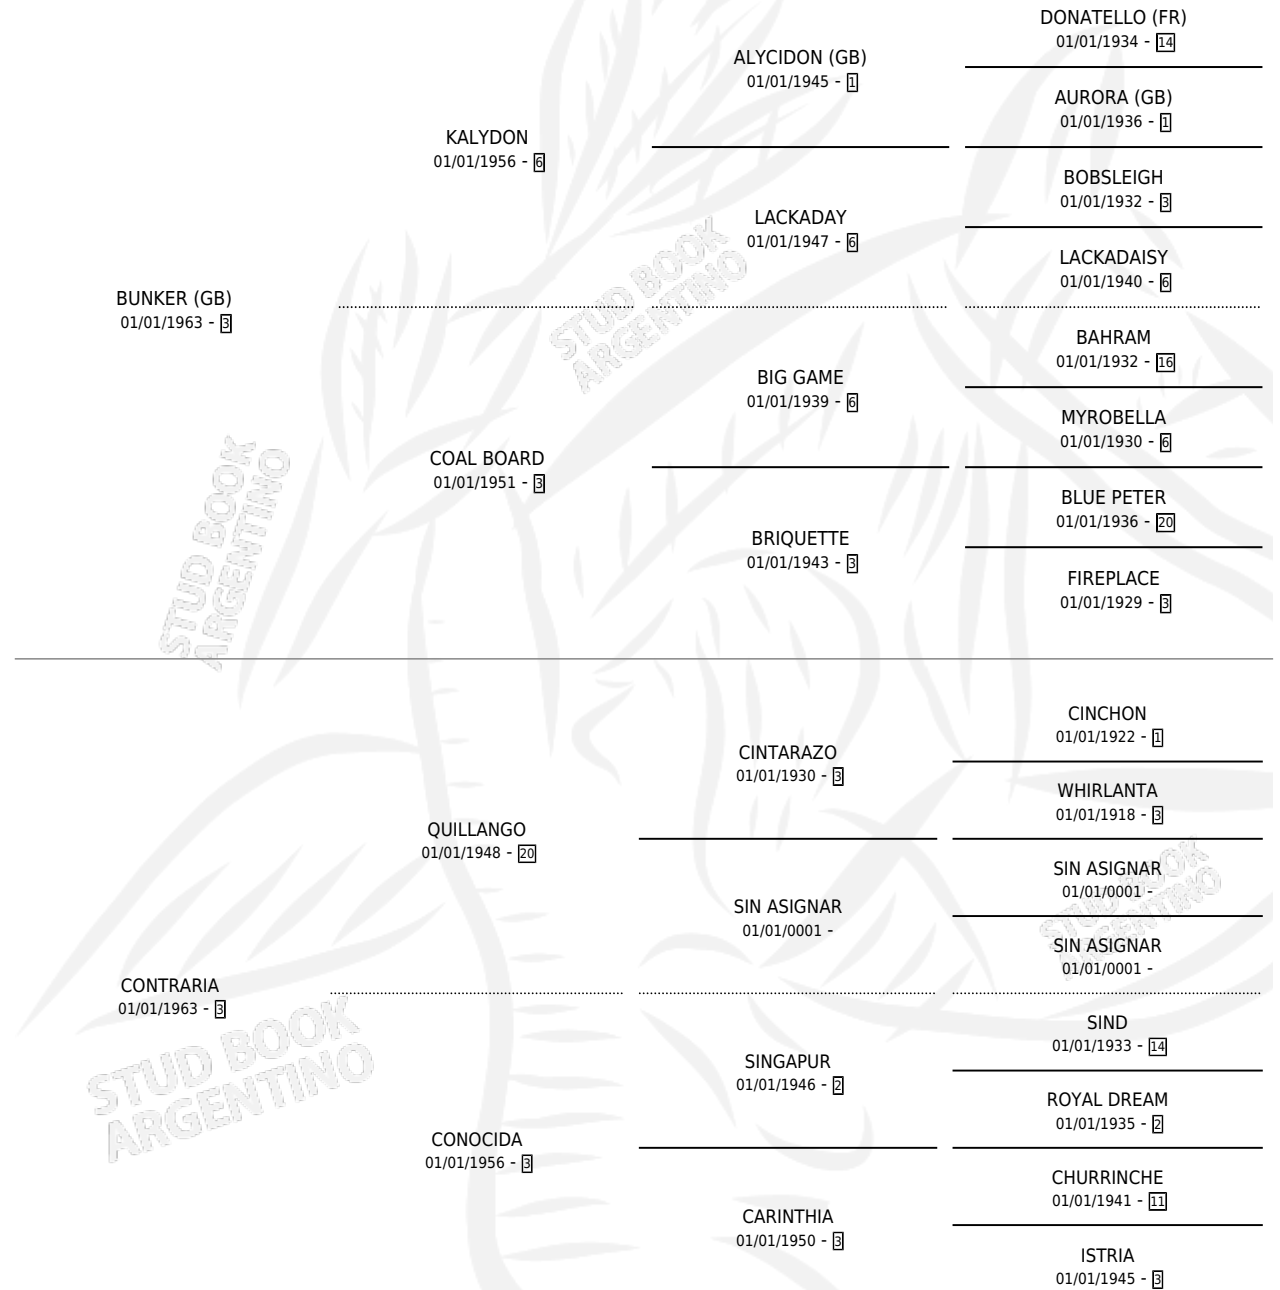 DONATELLO (FR)
01/01/1934 - 14
ALYCIDON (GB)
01/01/1945 - 1
AURORA (GB)
01/01/1936 - 1
KALYDON
01/01/1956 - 6
BOBSLEIGH
01/01/1932 - 3
LACKADAY
01/01/1947 - 6
LACKADAISY
01/01/1940 - 6
BUNKER (GB)
01/01/1963 - 3
BAHRAM
01/01/1932 - 16
BIG GAME
01/01/1939 - 6
MYROBELLA
01/01/1930 - 6
COAL BOARD
01/01/1951 - 3
BLUE PETER
01/01/1936 - 20
BRIQUETTE
01/01/1943 - 3
FIREPLACE
01/01/1929 - 3
CINCHON
01/01/1922 - 1
CINTARAZO
01/01/1930 - 3
WHIRLANTA
01/01/1918 - 3
QUILLANGO
01/01/1948 - 20
SIN ASIGNAR
01/01/0001 -
SIN ASIGNAR
01/01/0001 -
SIN ASIGNAR
01/01/0001 -
CONTRARIA
01/01/1963 - 3
SIND
01/01/1933 - 14
SINGAPUR
01/01/1946 - 2
ROYAL DREAM
01/01/1935 - 2
CONOCIDA
01/01/1956 - 3
CHURRINCHE
01/01/1941 - 11
CARINTHIA
01/01/1950 - 3
ISTRIA
01/01/1945 - 3
STUD BOOK
ARGENTINO
STUD BOOK
ARGENTINO
STUD BOOK
ARGENTINO
STUD BOOK
ARGENTINO